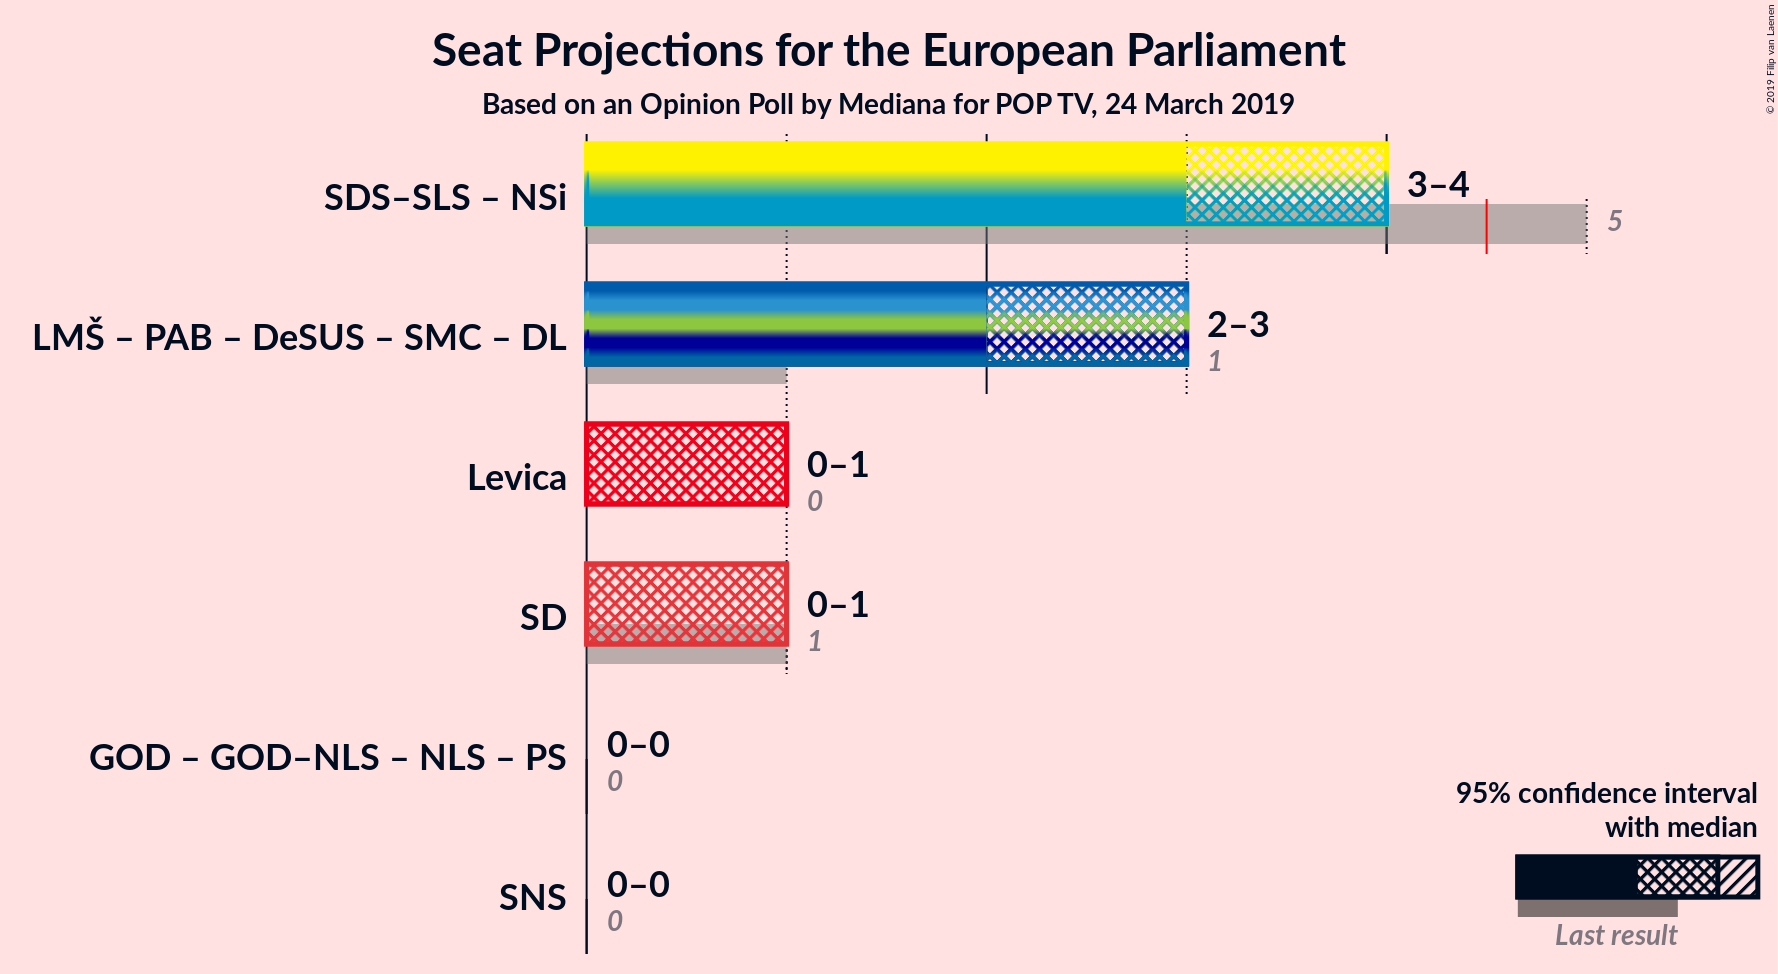 Seat Projections for the European Parliament
Based on an Opinion Poll by Mediana for POP TV, 24 March 2019
© 2019 Filip van Laenen
SDS–SLS – NSi
3–4
5
LMŠ – PAB – DeSUS – SMC – DL
2–3
1
Levica
0–1
0
SD
0–1
1
GOD – GOD–NLS – NLS – PS
0–0
0
SNS
0–0
0
95% confidence interval
with median
Last result